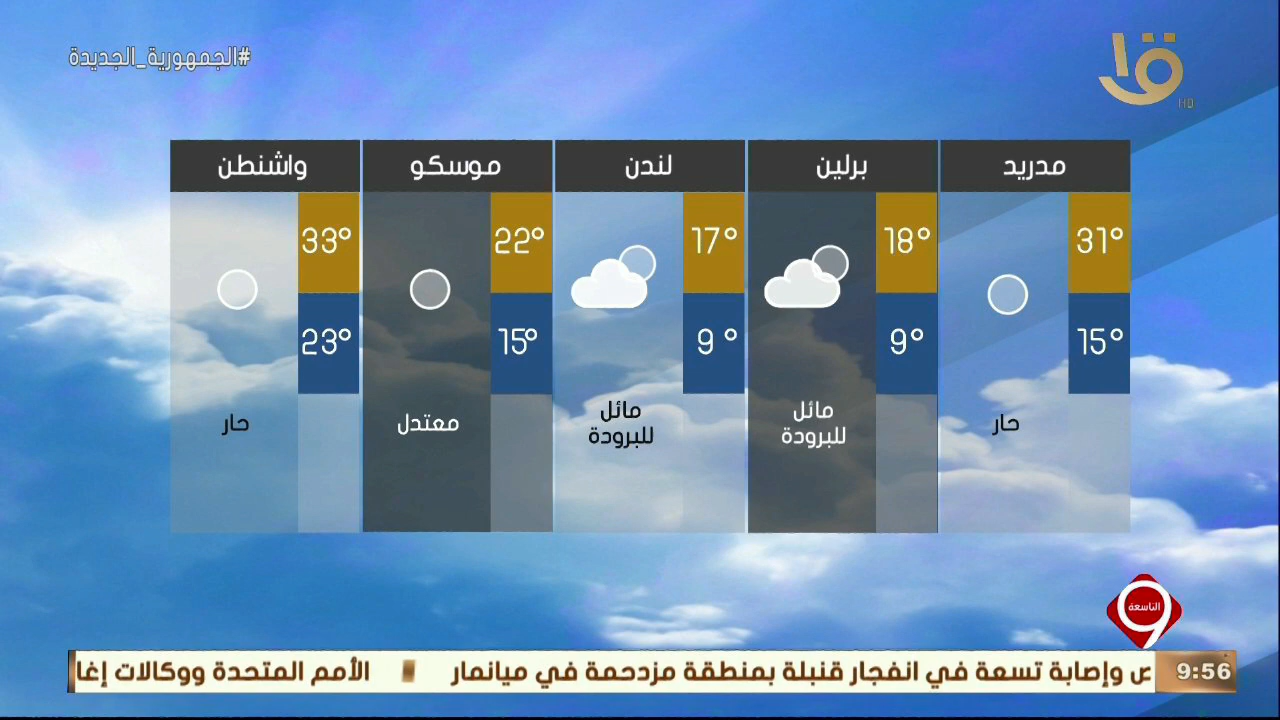 #الجمهورية_الجديدة
HD
مدريد
31°
15°
حار
برلين
18°
9°
مائل
للبرودة
لندن
17°
9°
مائل
للبرودة
موسكو
22°
15°
معتدل
واشنطن
33°
23°
حار
التاسعة
9
9:56
ص وإصابة تسعة في انفجار قنبلة بمنطقة مزدحمة في ميانمار
الأمم المتحدة ووكالات إغا